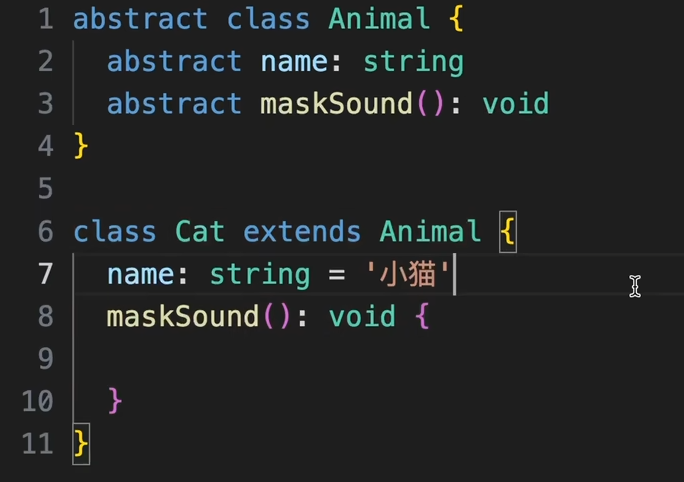 1 abstract class Animal {
2 abstract name: string
3 abstract maskSound(): void
4 }
5
6 class Cat extends Animal {
7 name: string = '小猫'
8 maskSound(): void {
9
10 }
11 }